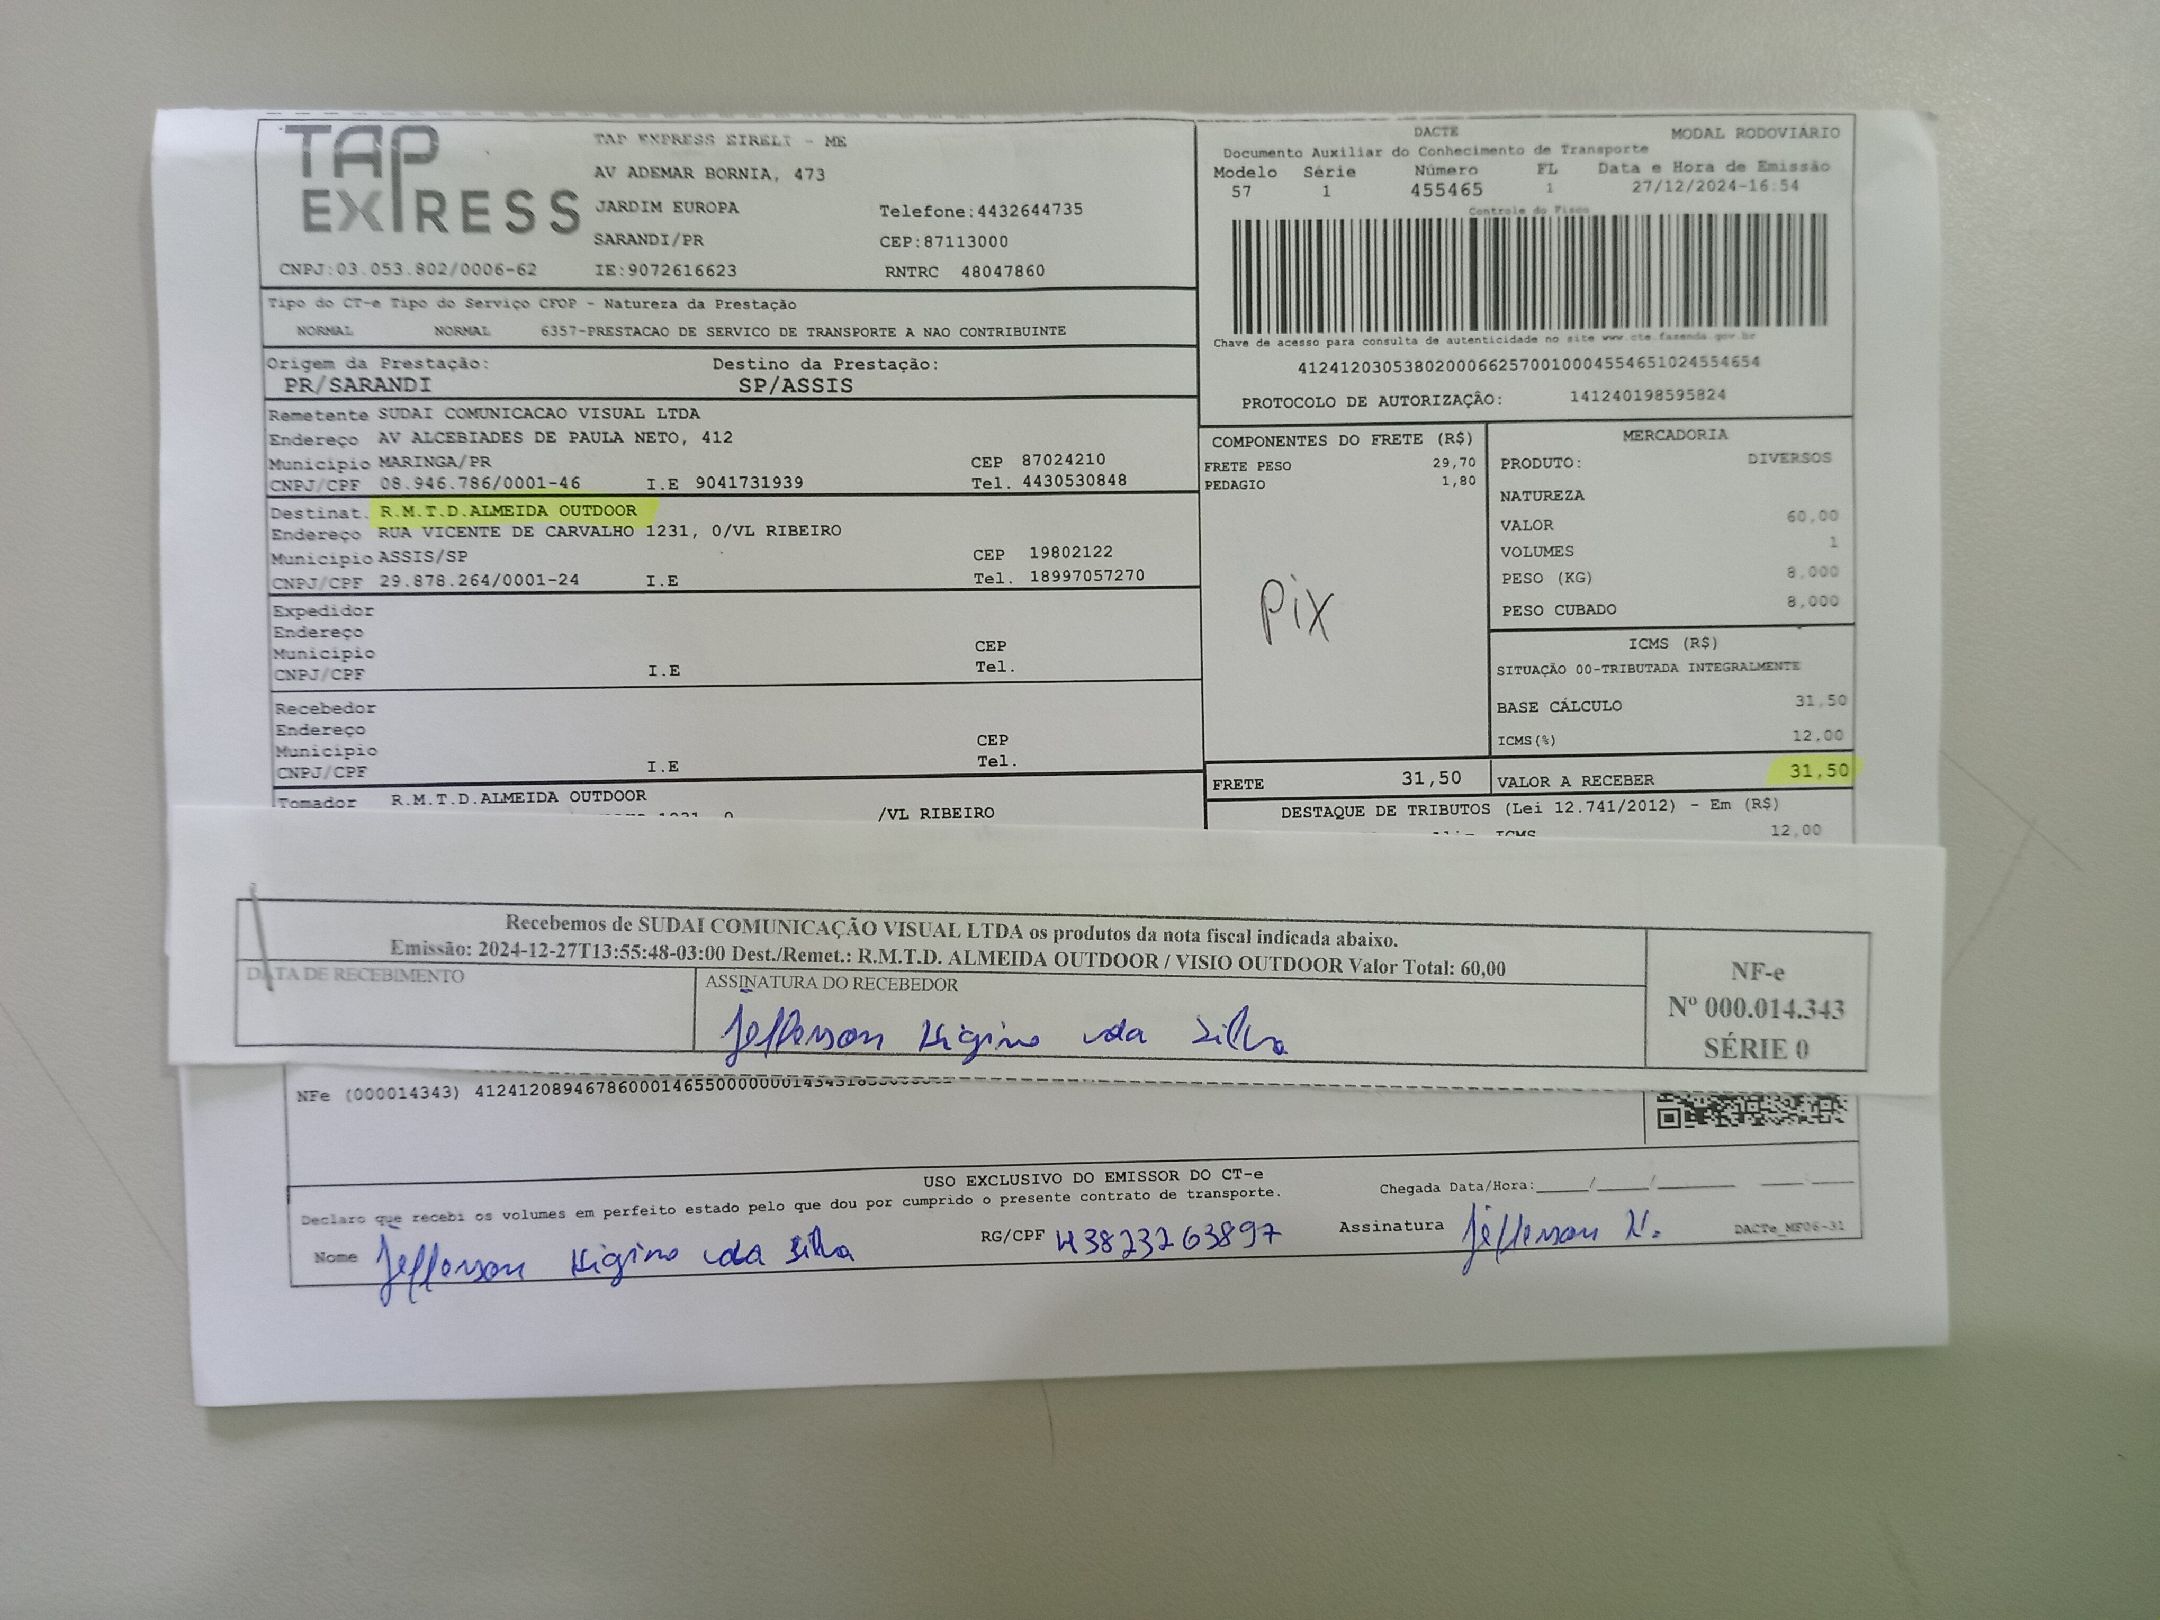 TAP EXPRESS
TAP EXPRESS EIRELI - ME
AV ADEMAR BORNIA, 473
JARDIM EUROPA Telefone:4432644735
SARANDI/PR CEP:87113000
CNPJ:03.053.802/0006-62 IE:9072616623 RNTRC 48047860
DACTE MODAL RODOVIÁRIO
Documento Auxiliar do Conhecimento de Transporte
Modelo Série Número FL Data e Hora de Emissão
57 1 455465 1 27/12/2024-16:54
Controle do Fisco
Chave de acesso para consulta de autenticidade no site www.cte.fazenda.gov.br
41241203053802000662570010004554651024554654
PROTOCOLO DE AUTORIZAÇÃO: 141240198595824
Tipo do CT-e Tipo do Serviço CFOP - Natureza da Prestação
NORMAL NORMAL 6357-PRESTACAO DE SERVICO DE TRANSPORTE A NAO CONTRIBUINTE
Origem da Prestação: Destino da Prestação:
PR/SARANDI SP/ASSIS
Remetente SUDAI COMUNICACAO VISUAL LTDA
Endereço AV ALCEBIADES DE PAULA NETO, 412
Município MARINGA/PR CEP 87024210
CNPJ/CPF 08.946.786/0001-46 I.E 9041731939 Tel. 4430530848
Destinat. R.M.T.D.ALMEIDA OUTDOOR
Endereço RUA VICENTE DE CARVALHO 1231, 0/VL RIBEIRO
Município ASSIS/SP CEP 19802122
CNPJ/CPF 29.878.264/0001-24 I.E Tel. 18997057270
Expedidor
Endereço
Município CEP
CNPJ/CPF I.E Tel.
Recebedor
Endereço
Município CEP
CNPJ/CPF I.E Tel.
Tomador R.M.T.D.ALMEIDA OUTDOOR
/VL RIBEIRO
COMPONENTES DO FRETE (R$)
FRETE PESO 29,70
PEDAGIO 1,80
Pix
FRETE 31,50
MERCADORIA
PRODUTO: DIVERSOS
NATUREZA
VALOR 60,00
VOLUMES 1
PESO (KG) 8,000
PESO CUBADO 8,000
ICMS (R$)
SITUAÇÃO 00-TRIBUTADA INTEGRALMENTE
BASE CÁLCULO 31,50
ICMS(%) 12,00
VALOR A RECEBER 31,50
DESTAQUE DE TRIBUTOS (Lei 12.741/2012) - Em (R$)
ICMS 12,00
Recebemos de SUDAI COMUNICAÇÃO VISUAL LTDA os produtos da nota fiscal indicada abaixo.
Emissão: 2024-12-27T13:55:48-03:00 Dest./Remet.: R.M.T.D. ALMEIDA OUTDOOR / VISIO OUTDOOR Valor Total: 60,00
DATA DE RECEBIMENTO ASSINATURA DO RECEBEDOR
Jefferson Higino da Silva
NF-e
Nº 000.014.343
SÉRIE 0
NFe (000014343)
USO EXCLUSIVO DO EMISSOR DO CT-e
Declaro que recebi os volumes em perfeito estado pelo que dou por cumprido o presente contrato de transporte. Chegada Data/Hora:_____/_____/_______
Nome Jefferson Higino da Silva RG/CPF 43823263897 Assinatura Jefferson H. DACTe_MF06-31